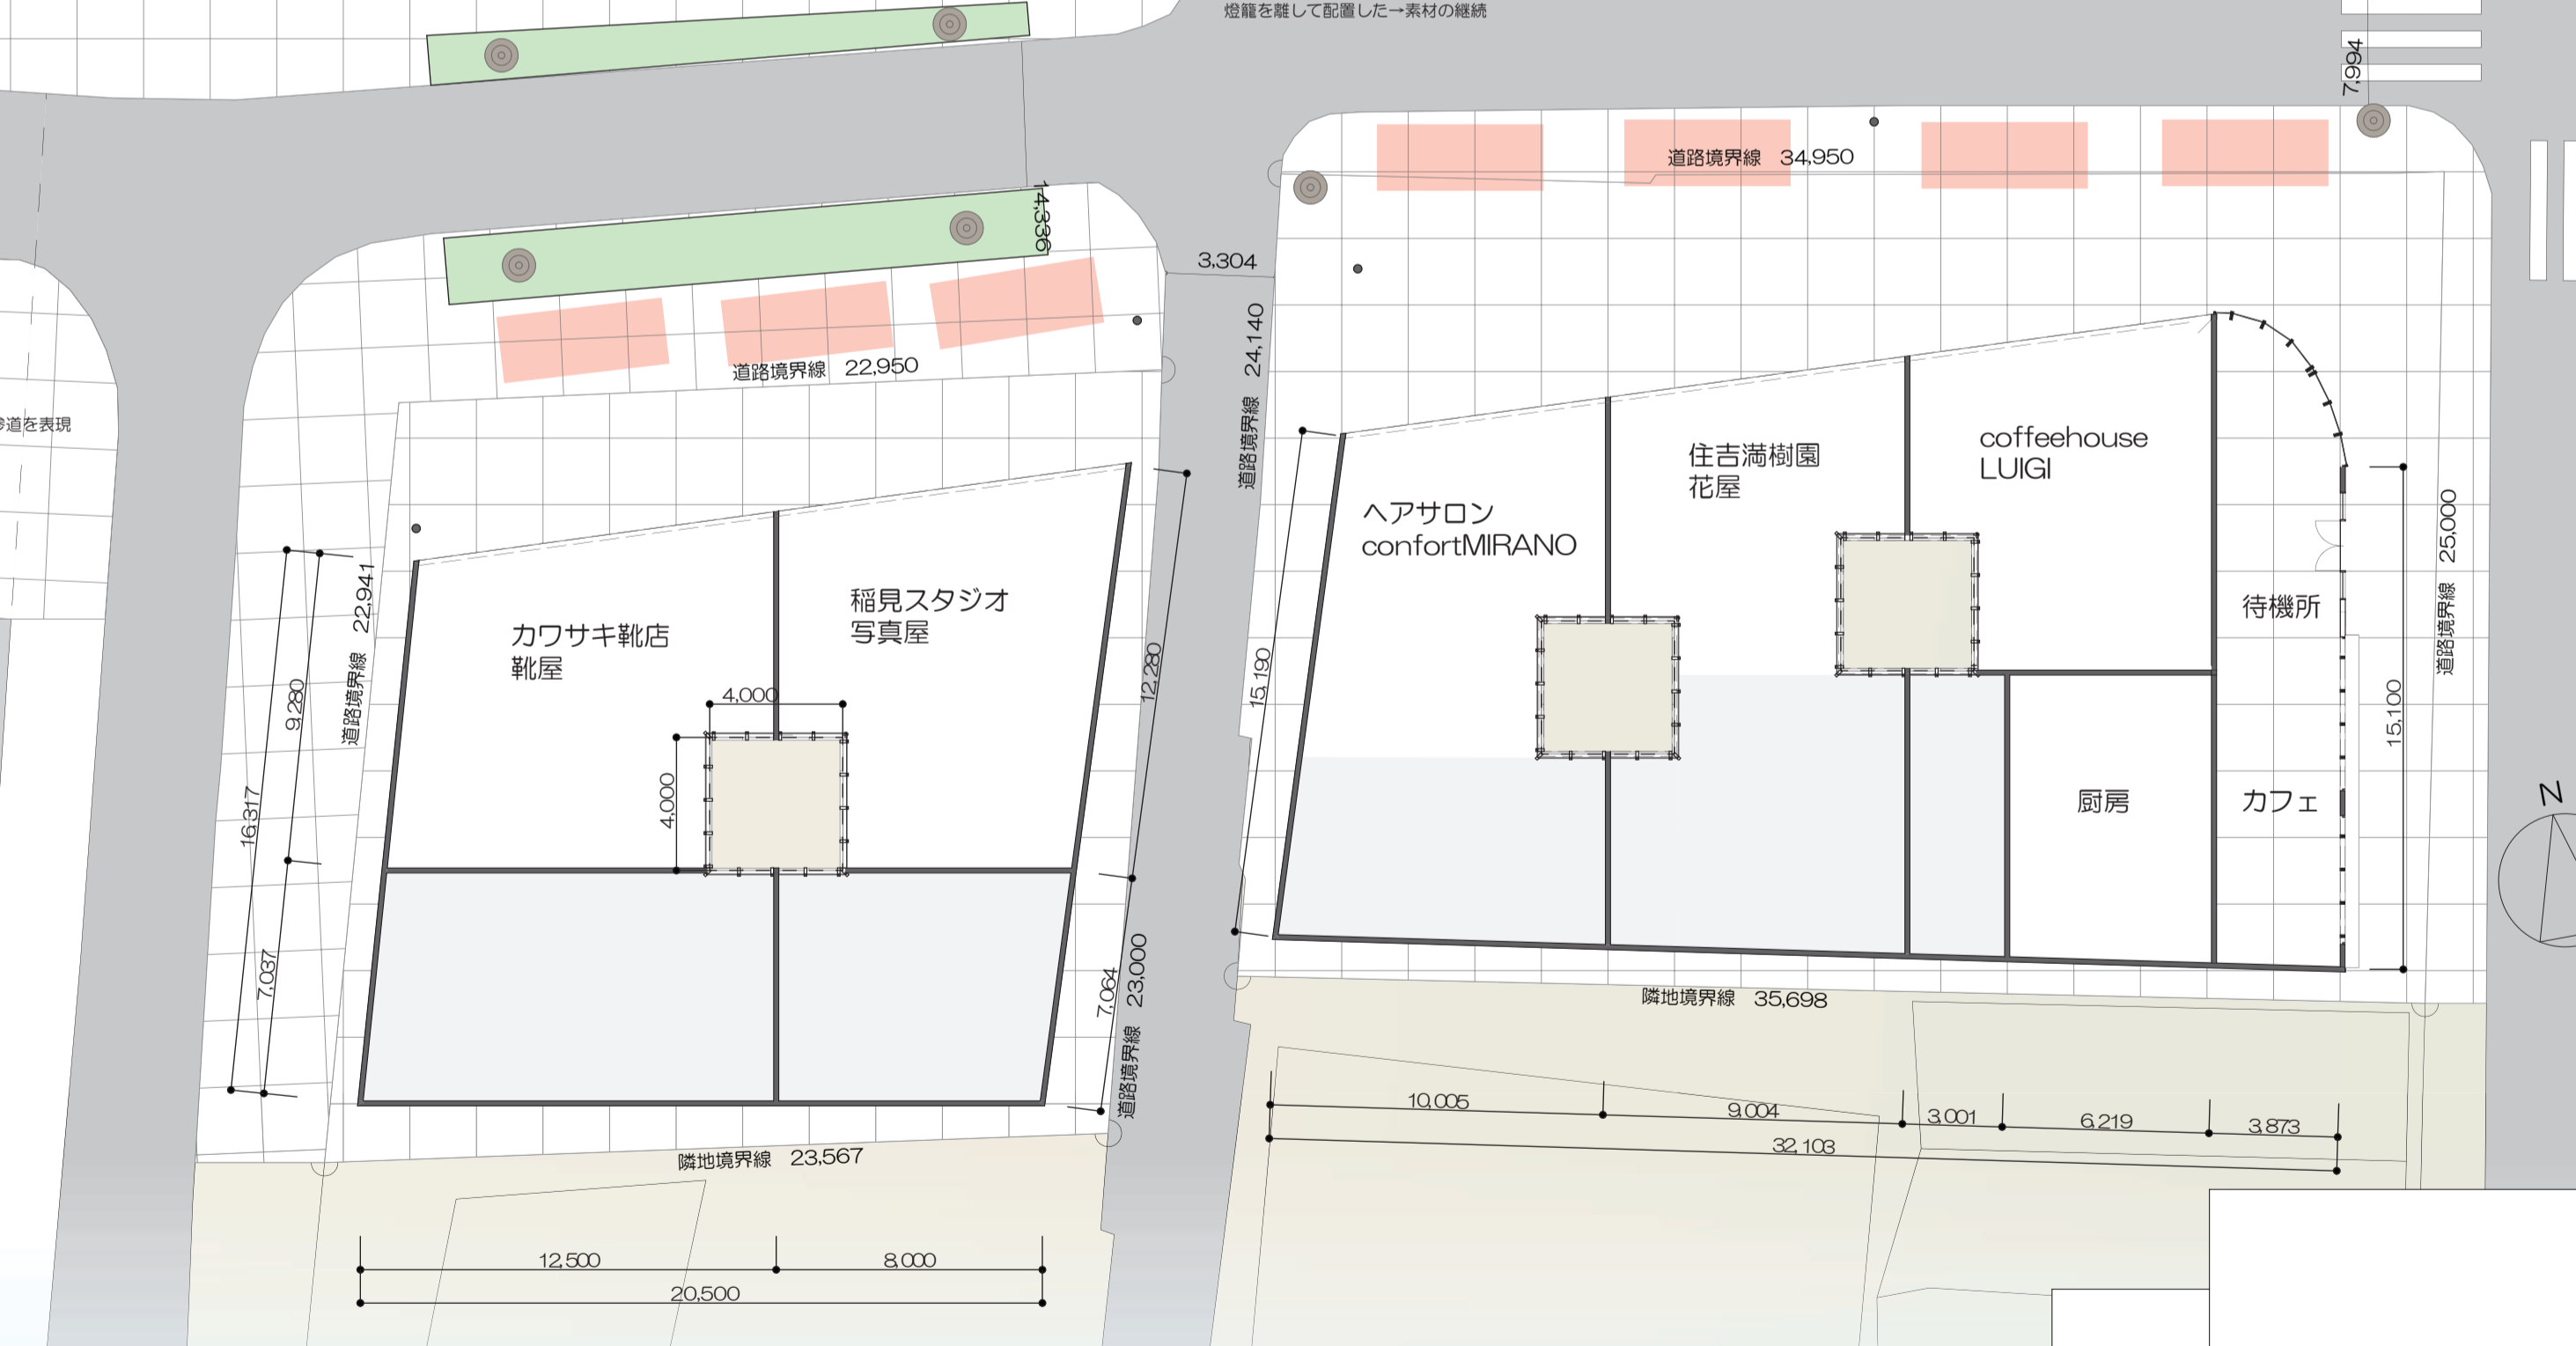 燈籠を離して配置した→素材の継続
7,994
道路境界線　34,950
14,336
3,304
道路境界線　22,950
道路境界線　24,140
参道を表現
coffeehouse
LUIGI
住吉満樹園
花屋
ヘアサロン
confortMIRANO
道路境界線　25,000
待機所
カフェ
厨房
15,100
15,190
稲見スタジオ
写真屋
カワサキ靴店
靴屋
道路境界線　22,941
9,280
16,317
7,037
4,000
4,000
12,280
7,064
道路境界線　23,000
N
隣地境界線　35,698
10,005
9,004
3,001
6,219
3,873
32,103
隣地境界線　23,567
12,500
8,000
20,500